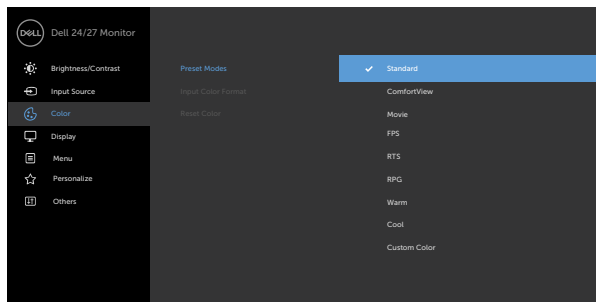 DELL Dell 24/27 Monitor
Brightness/Contrast
Input Source
Color
Display
Menu
Personalize
Others
Preset Modes
Input Color Format
Reset Color
Standard
ComfortView
Movie
FPS
RTS
RPG
Warm
Cool
Custom Color